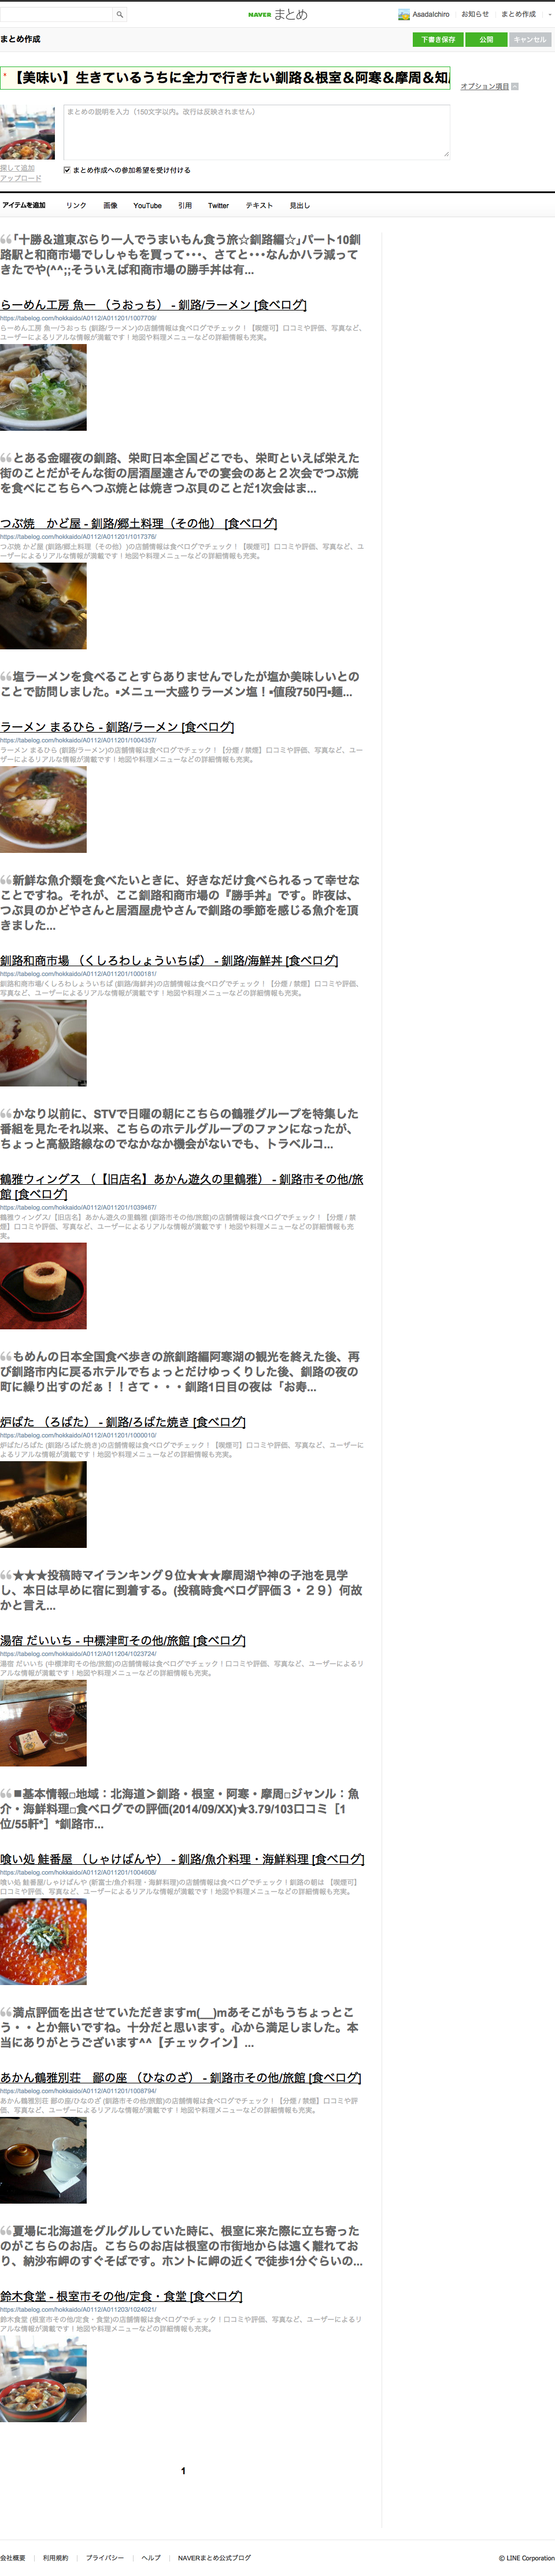 NAVER まとめ
AsadaIchiro お知らせ まとめ作成
まとめ作成 下書き保存 公開 キャンセル
* 【美味い】生きているうちに全力で行きたい釧路＆根室＆阿寒＆摩周＆知
オプション項目
まとめの説明を入力（150文字以内。改行は反映されません）
探して追加
アップロード
まとめ作成への参加希望を受け付ける
アイテムを追加 リンク 画像 YouTube 引用 Twitter テキスト 見出し
「十勝＆道東ぶらり一人でうまいもん食う旅☆釧路編☆」パート10釧
路駅と和商市場でししゃもを買って･･･、さてと･･･なんかハラ減って
きたでや(^^;;そういえば和商市場の勝手丼は有...
らーめん工房 魚一 （うおっち） - 釧路/ラーメン [食べログ]
https://tabelog.com/hokkaido/A0112/A011201/1007709/
らーめん工房 魚一/うおっち (釧路/ラーメン)の店舗情報は食べログでチェック！【喫煙可】口コミや評価、写真など、
ユーザーによるリアルな情報が満載です！地図や料理メニューなどの詳細情報も充実。
とある金曜夜の釧路、栄町日本全国どこでも、栄町といえば栄えた
街のことだがそんな街の居酒屋達さんでの宴会のあと２次会でつぶ焼
を食べにこちらへつぶ焼とは焼きつぶ貝のことだ1次会はま...
つぶ焼　かど屋 - 釧路/郷土料理（その他） [食べログ]
https://tabelog.com/hokkaido/A0112/A011201/1017376/
つぶ焼 かど屋 (釧路/郷土料理（その他）)の店舗情報は食べログでチェック！【喫煙可】口コミや評価、写真など、ユ
ーザーによるリアルな情報が満載です！地図や料理メニューなどの詳細情報も充実。
塩ラーメンを食べることすらありませんでしたが塩か美味しいとの
ことで訪問しました。▪メニュー大盛りラーメン塩！▪値段750円▪麺...
ラーメン まるひら - 釧路/ラーメン [食べログ]
https://tabelog.com/hokkaido/A0112/A011201/1004357/
ラーメン まるひら (釧路/ラーメン)の店舗情報は食べログでチェック！【分煙 / 禁煙】口コミや評価、写真など、ユー
ザーによるリアルな情報が満載です！地図や料理メニューなどの詳細情報も充実。
新鮮な魚介類を食べたいときに、好きなだけ食べられるって幸せな
ことですね。それが、ここ釧路和商市場の『勝手丼』です。昨夜は、
つぶ貝のかどやさんと居酒屋虎やさんで釧路の季節を感じる魚介を頂
きました...
釧路和商市場 （くしろわしょういちば） - 釧路/海鮮丼 [食べログ]
https://tabelog.com/hokkaido/A0112/A011201/1000181/
釧路和商市場/くしろわしょういちば (釧路/海鮮丼)の店舗情報は食べログでチェック！【分煙 / 禁煙】口コミや評価、
写真など、ユーザーによるリアルな情報が満載です！地図や料理メニューなどの詳細情報も充実。
かなり以前に、STVで日曜の朝にこちらの鶴雅グループを特集した
番組を見たそれ以来、こちらのホテルグループのファンになったが、
ちょっと高級路線なのでなかなか機会がないでも、トラベルコ...
鶴雅ウィングス （【旧店名】あかん遊久の里鶴雅） - 釧路市その他/旅
館 [食べログ]
https://tabelog.com/hokkaido/A0112/A011201/1039467/
鶴雅ウィングス/【旧店名】あかん遊久の里鶴雅 (釧路市その他/旅館)の店舗情報は食べログでチェック！【分煙 / 禁
煙】口コミや評価、写真など、ユーザーによるリアルな情報が満載です！地図や料理メニューなどの詳細情報も充
実。
もめんの日本全国食べ歩きの旅釧路編阿寒湖の観光を終えた後、再
び釧路市内に戻るホテルでちょっとだけゆっくりした後、釧路の夜の
町に繰り出すのだぁ！！さて・・・釧路1日目の夜は「お寿...
炉ばた （ろばた） - 釧路/ろばた焼き [食べログ]
https://tabelog.com/hokkaido/A0112/A011201/1000010/
炉ばた/ろばた (釧路/ろばた焼き)の店舗情報は食べログでチェック！【喫煙可】口コミや評価、写真など、ユーザーに
よるリアルな情報が満載です！地図や料理メニューなどの詳細情報も充実。
★★★投稿時マイランキング９位★★★摩周湖や神の子池を見学
し、本日は早めに宿に到着する。(投稿時食べログ評価３・２９）何故
かと言え...
湯宿 だいいち - 中標津町その他/旅館 [食べログ]
https://tabelog.com/hokkaido/A0112/A011204/1023724/
湯宿 だいいち (中標津町その他/旅館)の店舗情報は食べログでチェック！口コミや評価、写真など、ユーザーによるリ
アルな情報が満載です！地図や料理メニューなどの詳細情報も充実。
■基本情報□地域：北海道＞釧路・根室・阿寒・摩周□ジャンル：魚
介・海鮮料理□食べログでの評価(2014/09/XX)★3.79/103口コミ［1
位/55軒*］*釧路市...
喰い処 鮭番屋 （しゃけばんや） - 釧路/魚介料理・海鮮料理 [食べログ]
https://tabelog.com/hokkaido/A0112/A011201/1004608/
喰い処 鮭番屋/しゃけばんや (新富士/魚介料理・海鮮料理)の店舗情報は食べログでチェック！釧路の朝は 【喫煙可】
口コミや評価、写真など、ユーザーによるリアルな情報が満載です！地図や料理メニューなどの詳細情報も充実。
満点評価を出させていただきますm(__)mあそこがもうちょっとこ
う・・とか無いですね。十分だと思います。心から満足しました。本
当にありがとうございます^^【チェックイン】...
あかん鶴雅別荘　鄙の座 （ひなのざ） - 釧路市その他/旅館 [食べログ]
https://tabelog.com/hokkaido/A0112/A011201/1008794/
あかん鶴雅別荘 鄙の座/ひなのざ (釧路市その他/旅館)の店舗情報は食べログでチェック！【分煙 / 禁煙】口コミや評
価、写真など、ユーザーによるリアルな情報が満載です！地図や料理メニューなどの詳細情報も充実。
夏場に北海道をグルグルしていた時に、根室に来た際に立ち寄った
のがこちらのお店。こちらのお店は根室の市街地からは遠く離れてお
り、納沙布岬のすぐそばです。ホントに岬の近くで徒歩1分ぐらいの...
鈴木食堂 - 根室市その他/定食・食堂 [食べログ]
https://tabelog.com/hokkaido/A0112/A011203/1024021/
鈴木食堂 (根室市その他/定食・食堂)の店舗情報は食べログでチェック！口コミや評価、写真など、ユーザーによるリ
アルな情報が満載です！地図や料理メニューなどの詳細情報も充実。
1
会社概要 利用規約 プライバシー ヘルプ NAVERまとめ公式ブログ © LINE Corporation